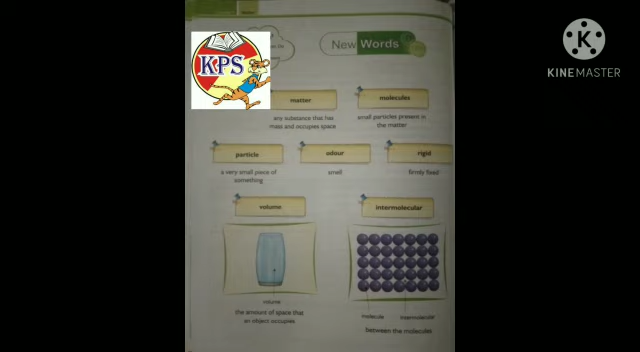 New Words
KPS
KINEMASTER
matter
molecules
any substance that has
mass and occupies space
small particles present in
the matter
particle
odour
rigid
a very small piece of
something
smell
firmly fixed
volume
intermolecular
volume
the amount of space that
an object occupies
molecule
intermolecular
between the molecules